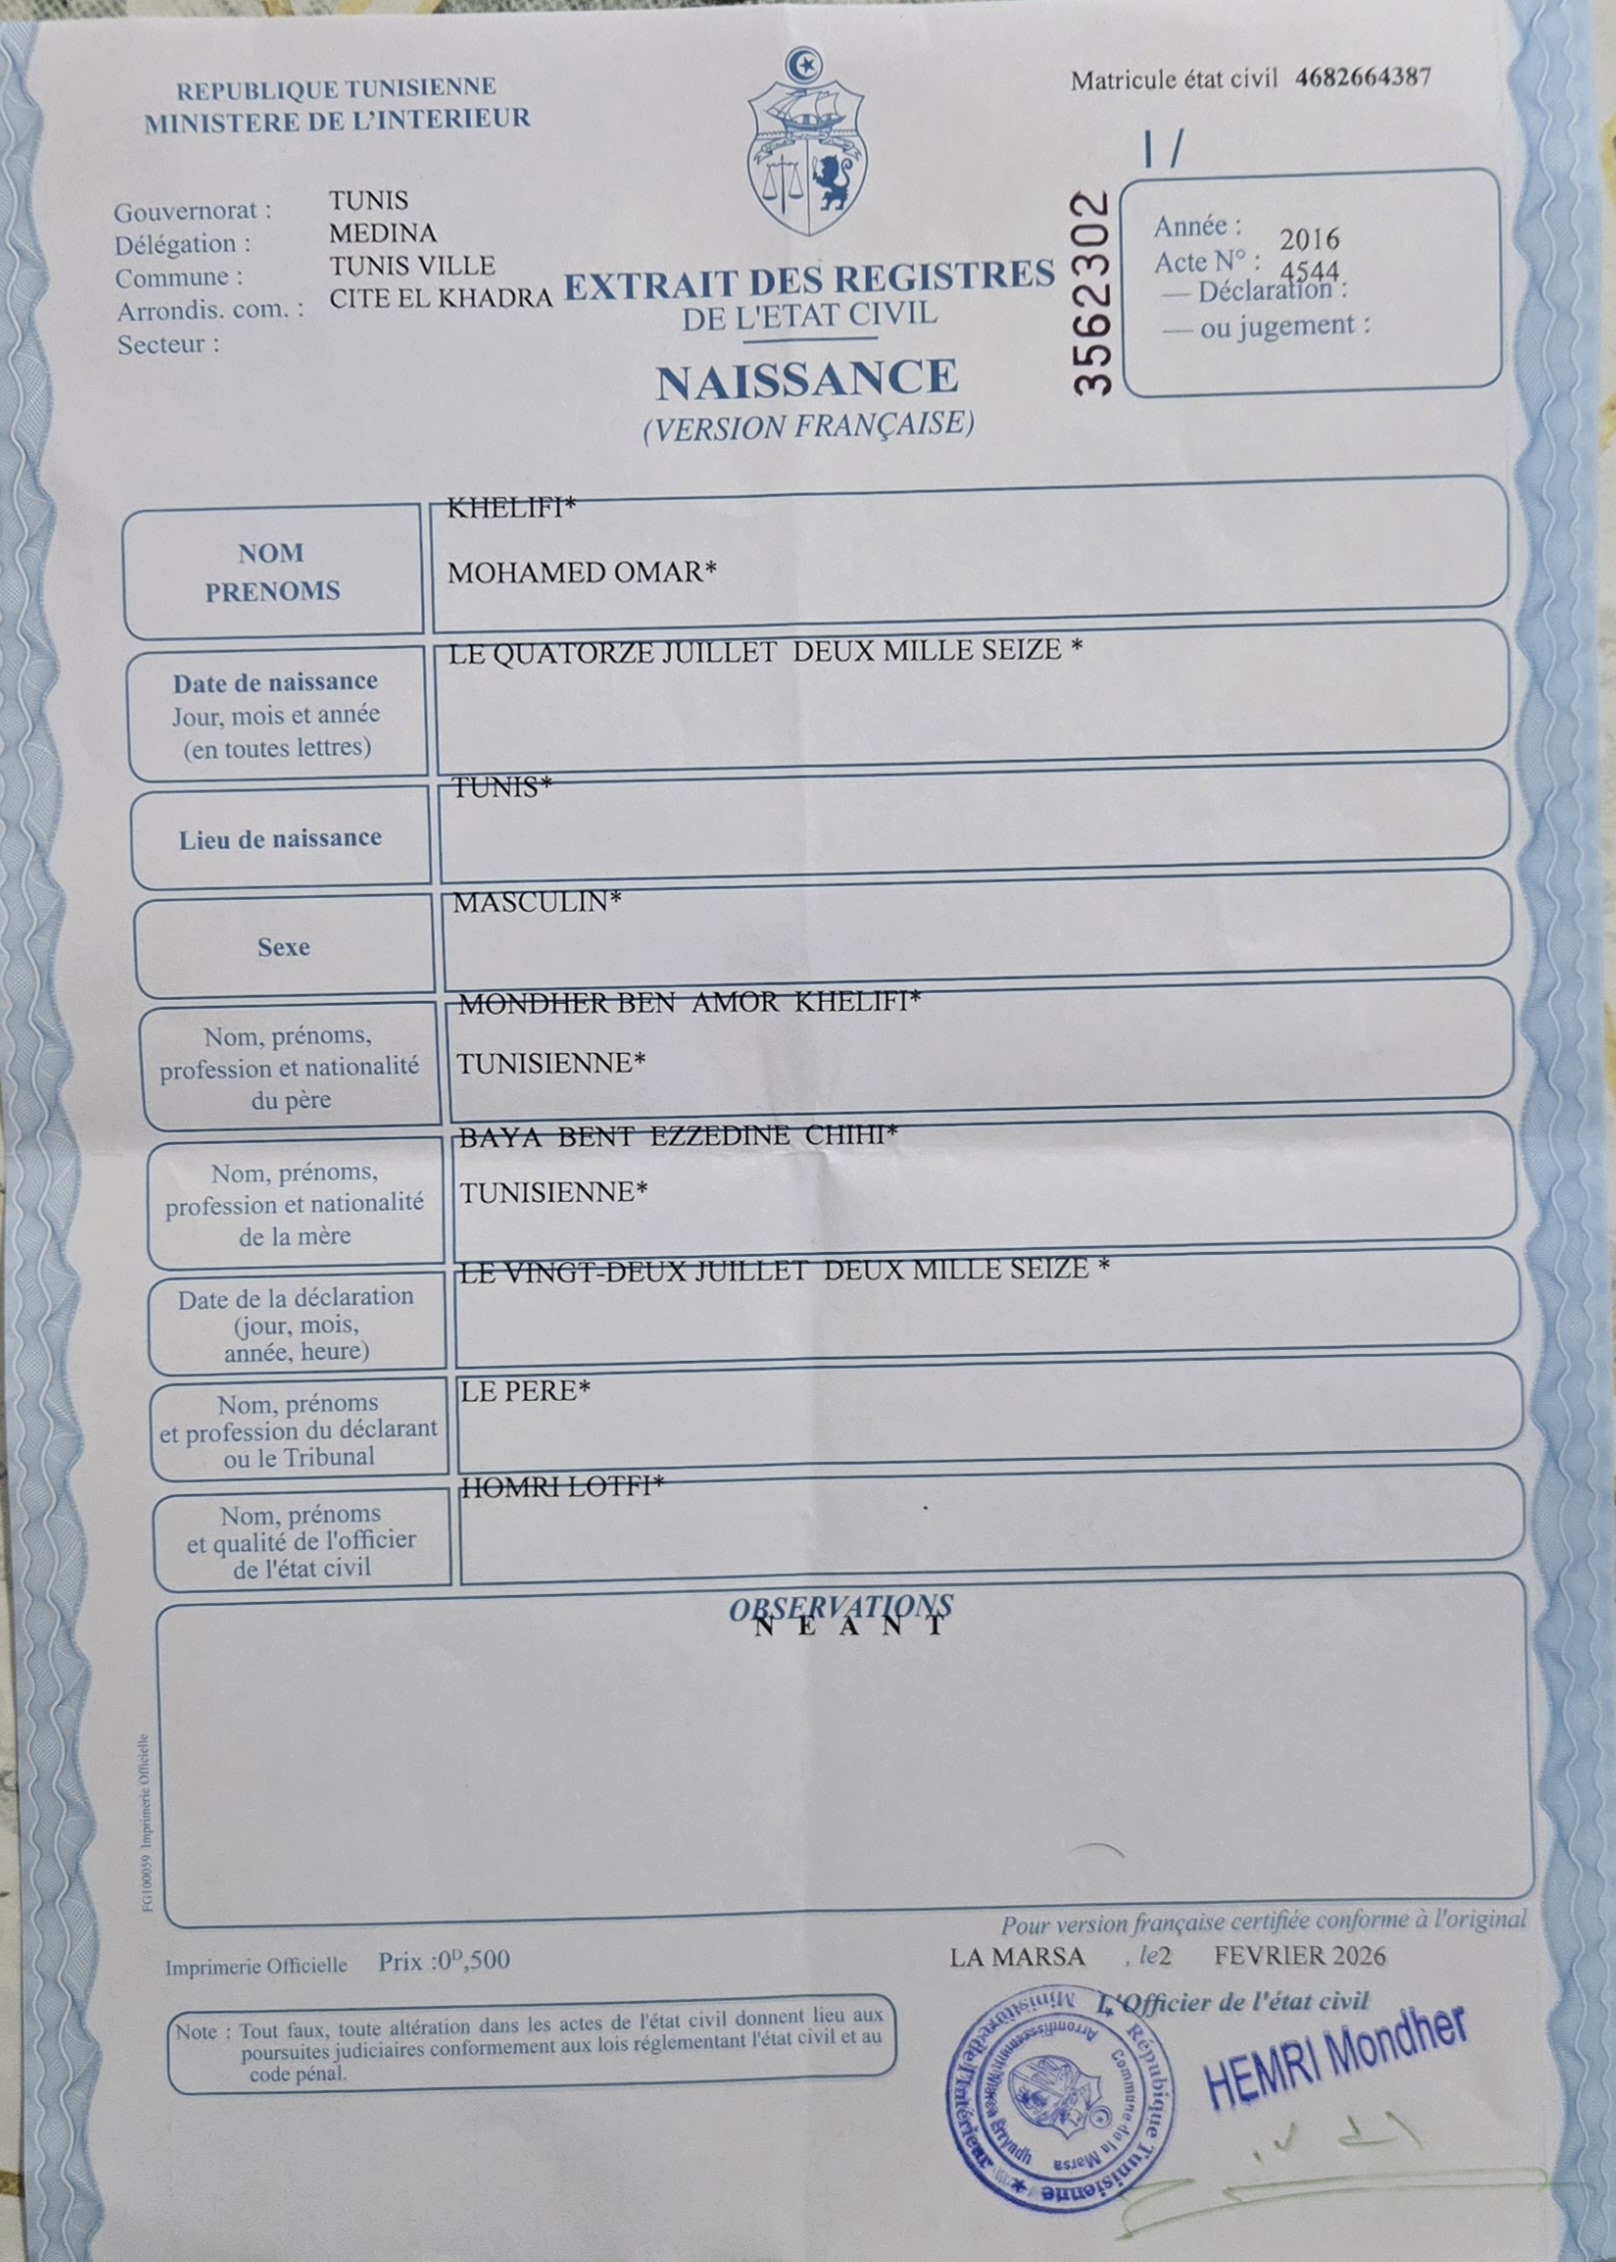 REPUBLIQUE TUNISIENNE
MINISTERE DE L'INTERIEUR
Matricule état civil 4682664387
Gouvernorat : TUNIS
Délégation : MEDINA
Commune : TUNIS VILLE
Arrondis. com. : CITE EL KHADRA
Secteur :
EXTRAIT DES REGISTRES
DE L'ETAT CIVIL
NAISSANCE
(VERSION FRANÇAISE)
3562302
Année : 2016
Acte N° : 4544
— Déclaration :
— ou jugement :
NOM
PRENOMS
KHELIFI*
MOHAMED OMAR*
Date de naissance
Jour, mois et année
(en toutes lettres)
LE QUATORZE JUILLET DEUX MILLE SEIZE *
Lieu de naissance
TUNIS*
Sexe
MASCULIN*
Nom, prénoms,
profession et nationalité
du père
MONDHER BEN AMOR KHELIFI*
TUNISIENNE*
Nom, prénoms,
profession et nationalité
de la mère
BAYA BENT EZZEDINE CHIHI*
TUNISIENNE*
Date de la déclaration
(jour, mois,
année, heure)
LE VINGT-DEUX JUILLET DEUX MILLE SEIZE *
Nom, prénoms
et profession du déclarant
ou le Tribunal
LE PERE*
Nom, prénoms
et qualité de l'officier
de l'état civil
HOMRI LOTFI*
OBSERVATIONS
N E A N T
FG100059 Imprimerie Officielle
Pour version française certifiée conforme à l'original
Imprimerie Officielle Prix :0D,500
LA MARSA , le2 FEVRIER 2026
L'Officier de l'état civil
Note : Tout faux, toute altération dans les actes de l'état civil donnent lieu aux
poursuites judiciaires conformement aux lois réglementant l'état civil et au
code pénal.
HEMRI Mondher
Commune de la Marsa